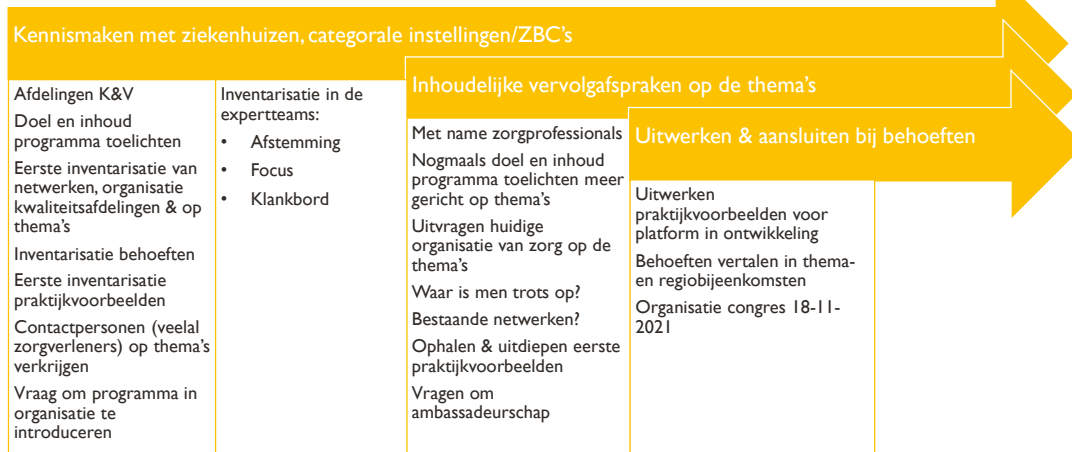 Kennismaken met ziekenhuizen, categorale instellingen/ZBC's
Afdelingen K&V
Doel en inhoud
programma toelichten
Eerste inventarisatie van
netwerken, organisatie
kwaliteitsafdelingen & op
thema's
Inventarisatie behoeften
Eerste inventarisatie
praktijkvoorbeelden
Contactpersonen (veelal
zorgverleners) op thema's
verkrijgen
Vraag om programma in
organisatie te
introduceren
Inventarisatie in de
expertteams:
• Afstemming
• Focus
• Klankbord
Inhoudelijke vervolgafspraken op de thema's
Met name zorgprofessionals
Nogmaals doel en inhoud
programma toelichten meer
gericht op thema's
Uitvragen huidige
organisatie van zorg op de
thema's
Waar is men trots op?
Bestaande netwerken?
Ophalen & uitdiepen eerste
praktijkvoorbeelden
Vragen om
ambassadeurschap
Uitwerken & aansluiten bij behoeften
Uitwerken
praktijkvoorbeelden voor
platform in ontwikkeling
Behoeften vertalen in thema-
en regiobijeenkomsten
Organisatie congres 18-11-
2021